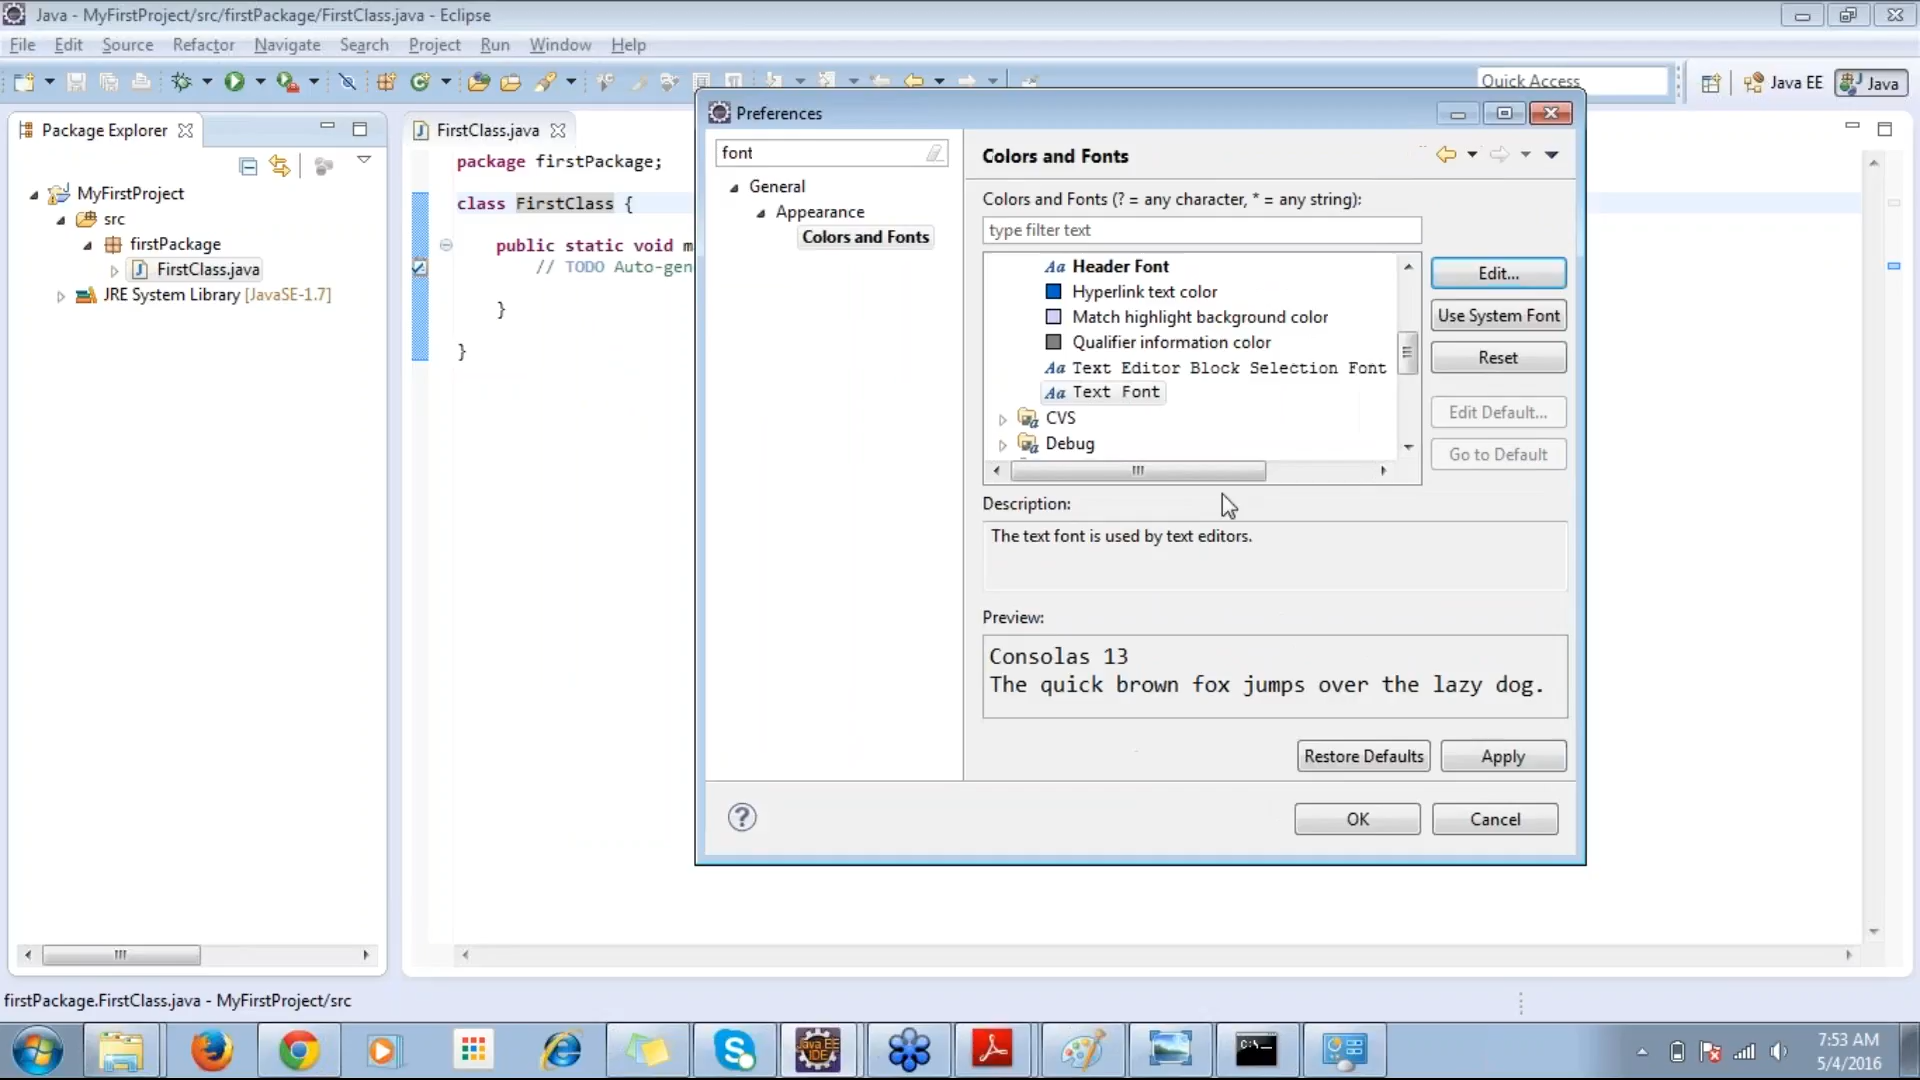 Java - MyFirstProject/src/firstPackage/FirstClass.java - Eclipse
File Edit Source Refactor Navigate Search Project Run Window Help
Quick Access
Java EE
Java
Package Explorer
MyFirstProject
src
firstPackage
FirstClass.java
JRE System Library [JavaSE-1.7]
FirstClass.java
package firstPackage;
class FirstClass {
public static void m
// TODO Auto-gen
}
}
Preferences
font
General
Appearance
Colors and Fonts
Colors and Fonts
Colors and Fonts (? = any character, * = any string):
type filter text
Aa Header Font
Hyperlink text color
Match highlight background color
Qualifier information color
Aa Text Editor Block Selection Font
Aa Text Font
CVS
Debug
Edit...
Use System Font
Reset
Edit Default...
Go to Default
Description:
The text font is used by text editors.
Preview:
Consolas 13
The quick brown fox jumps over the lazy dog.
Restore Defaults
Apply
OK
Cancel
firstPackage.FirstClass.java - MyFirstProject/src
Java EE
IDE
C:\_
7:53 AM
5/4/2016